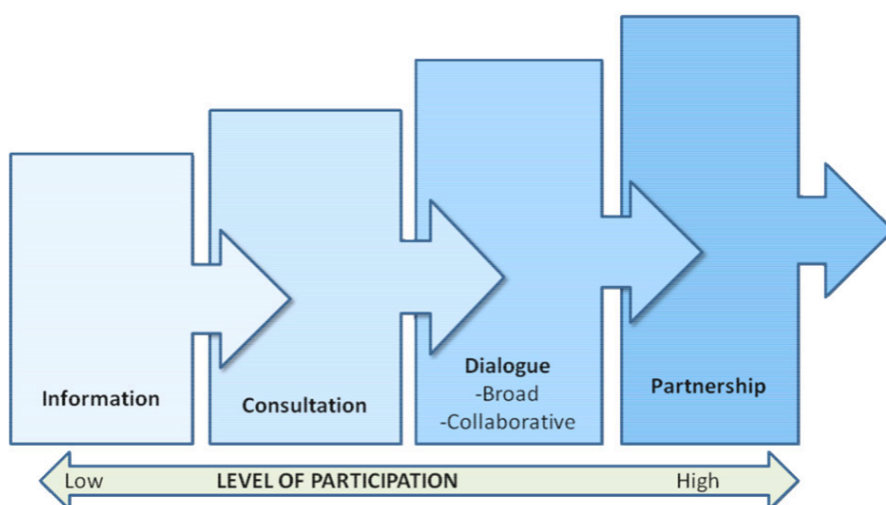 Information
Consultation
Dialogue
-Broad
-Collaborative
Partnership
Low LEVEL OF PARTICIPATION High